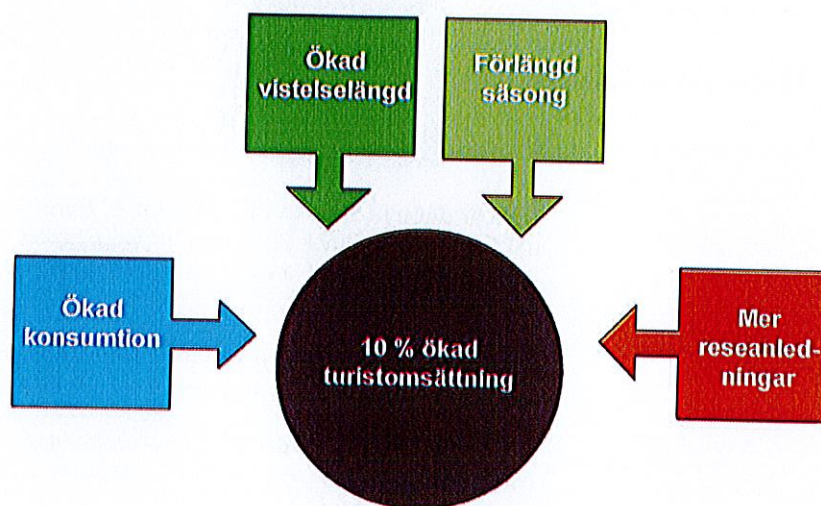 Ökad
vistelselängd
Förlängd
säsong
Ökad
konsumtion
10 % ökad
turistomsättning
Mer
reseanled-
ningar